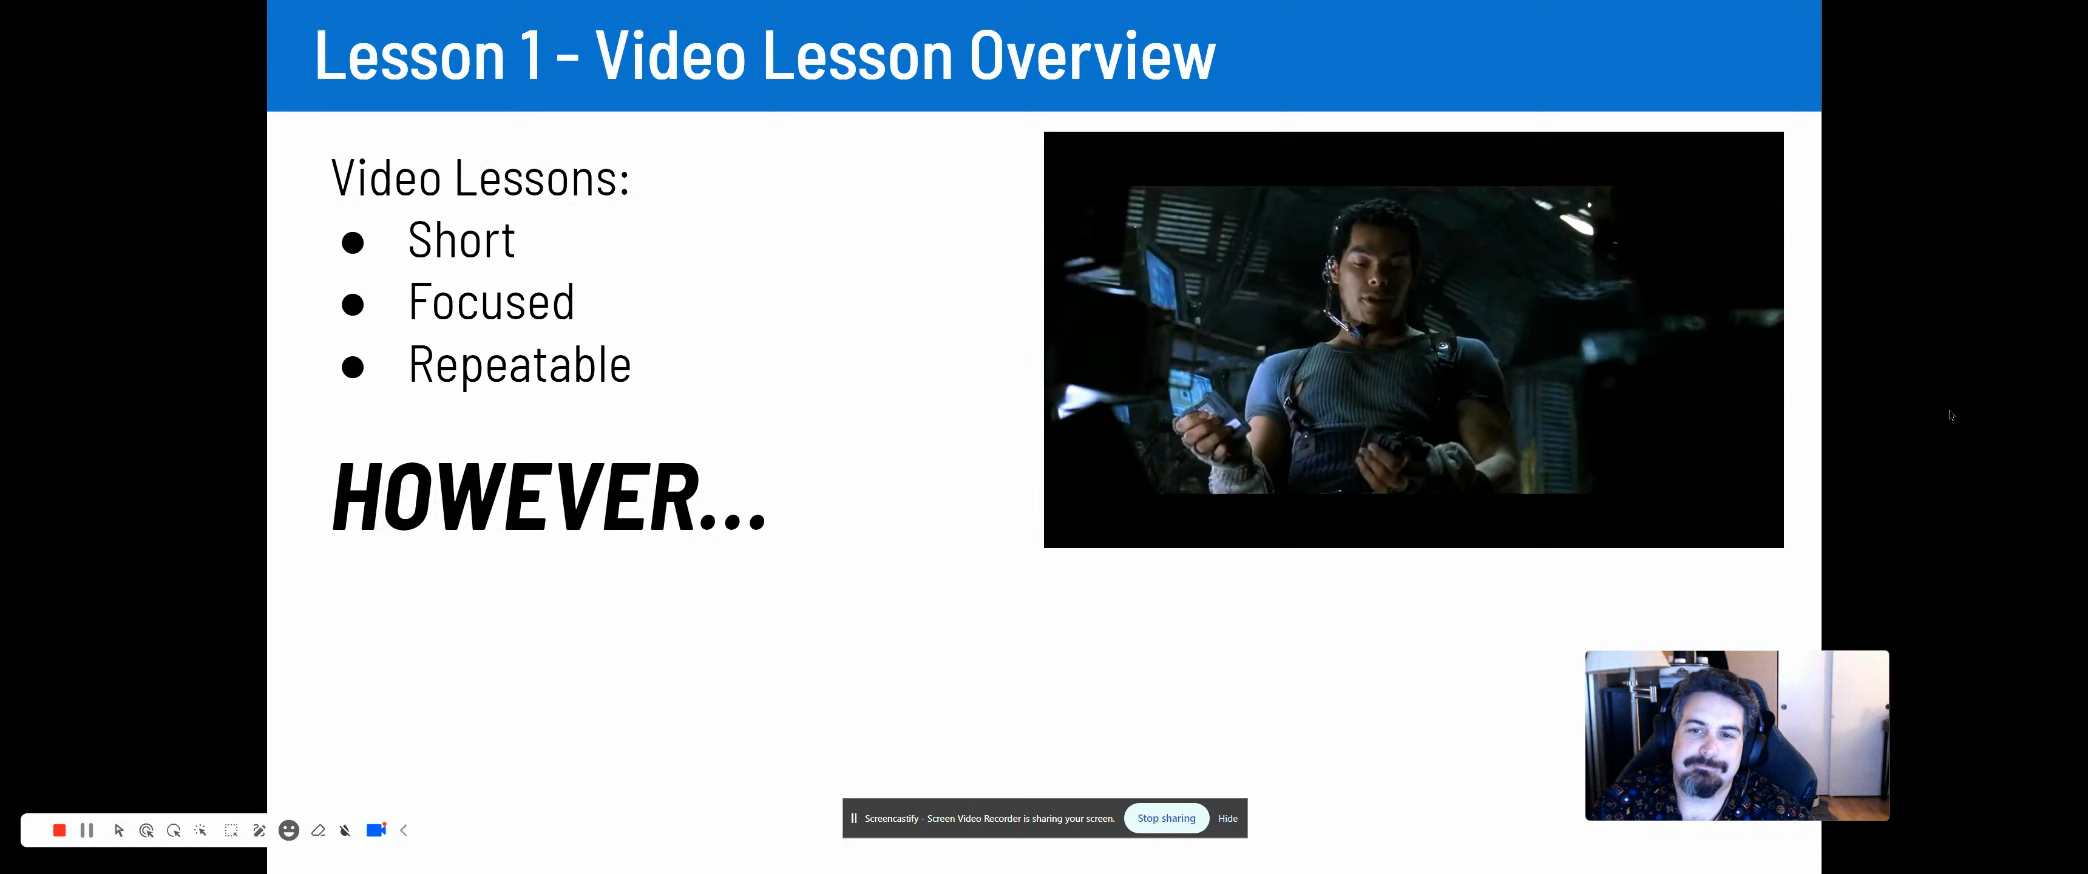 Lesson 1 - Video Lesson Overview
Video Lessons:
● Short
● Focused
● Repeatable
HOWEVER...
Screencastify - Screen Video Recorder is sharing your screen. Stop sharing Hide